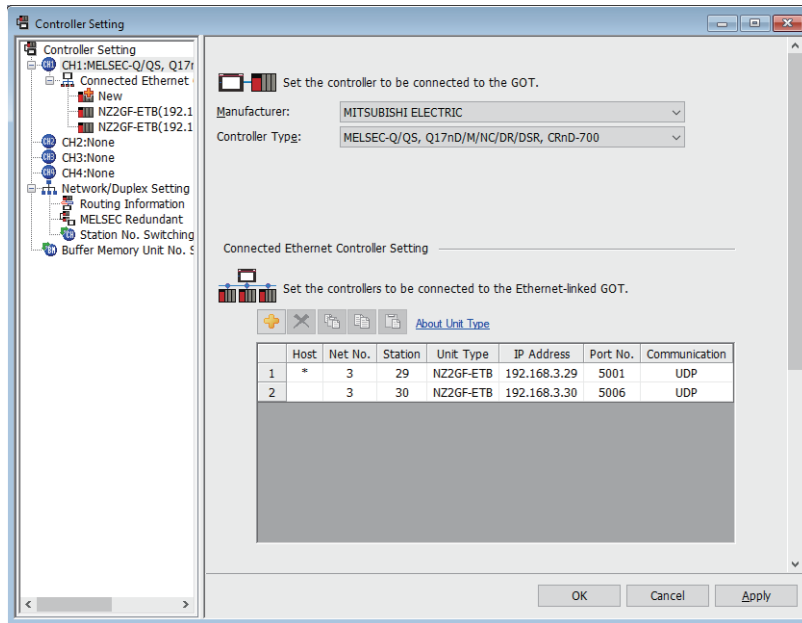 Controller Setting
Controller Setting
CH1:MELSEC-Q/QS, Q17r
Connected Ethernet
New
NZ2GF-ETB(192.1
NZ2GF-ETB(192.1
CH2:None
CH3:None
CH4:None
Network/Duplex Setting
Routing Information
MELSEC Redundant
Station No. Switching
Buffer Memory Unit No. S
Set the controller to be connected to the GOT.
Manufacturer: MITSUBISHI ELECTRIC
Controller Type: MELSEC-Q/QS, Q17nD/M/NC/DR/DSR, CRnD-700
Connected Ethernet Controller Setting
Set the controllers to be connected to the Ethernet-linked GOT.
About Unit Type
Host Net No. Station Unit Type IP Address Port No. Communication
1 * 3 29 NZ2GF-ETB 192.168.3.29 5001 UDP
2 3 30 NZ2GF-ETB 192.168.3.30 5006 UDP
OK Cancel Apply